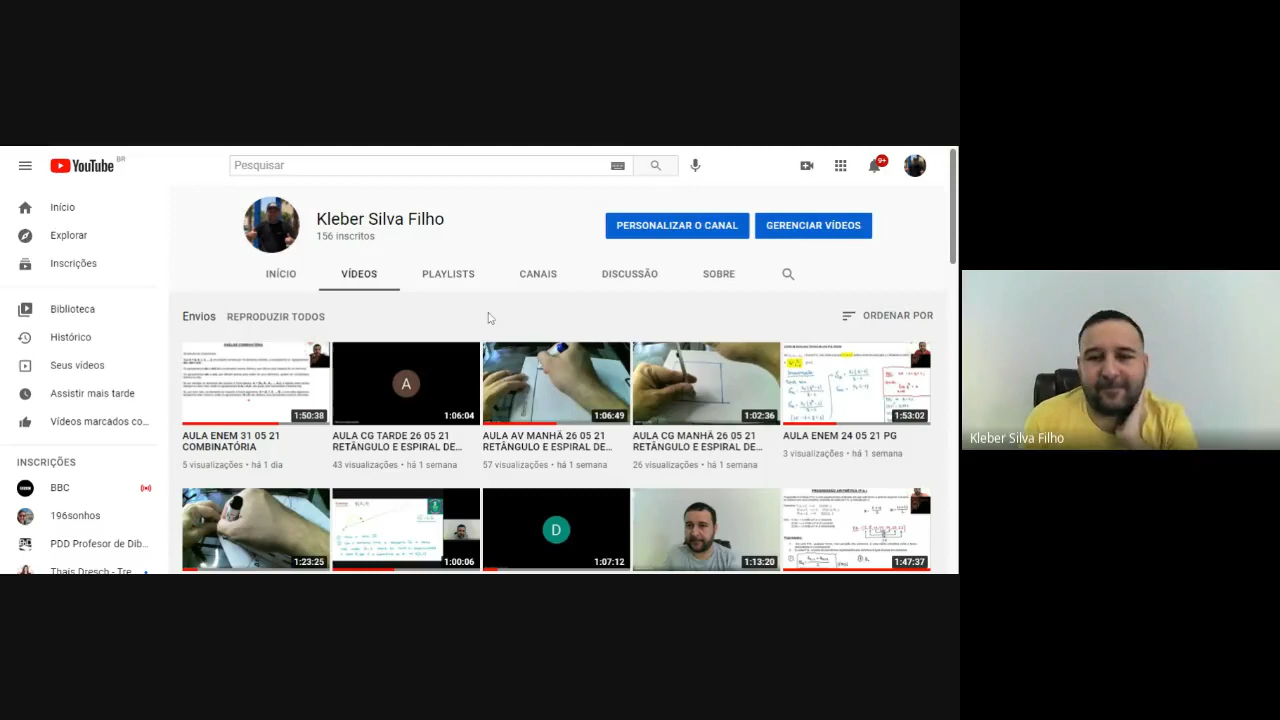 YouTube BR
Pesquisar
9+
Início
Explorar
Inscrições
Biblioteca
Histórico
Seus vídeos
Assistir mais tarde
Vídeos marcados co...
INSCRIÇÕES
BBC
196sonhos
PDD Profelec de Dib...
Thais Dresch
Kleber Silva Filho
156 inscritos
PERSONALIZAR O CANAL
GERENCIAR VÍDEOS
INÍCIO
VÍDEOS
PLAYLISTS
CANAIS
DISCUSSÃO
SOBRE
Envios
REPRODUZIR TODOS
ORDENAR POR
ANÁLISE COMBINATÓRIA
1:50:38
AULA ENEM 31 05 21
COMBINATÓRIA
5 visualizações • há 1 dia
A
1:06:04
AULA CG TARDE 26 05 21
RETÂNGULO E ESPIRAL DE...
43 visualizações • há 1 semana
1:06:49
AULA AV MANHÃ 26 05 21
RETÂNGULO E ESPIRAL DE...
57 visualizações • há 1 semana
1:02:36
AULA CG MANHÃ 26 05 21
RETÂNGULO E ESPIRAL DE...
26 visualizações • há 1 semana
1:53:02
AULA ENEM 24 05 21 PG
3 visualizações • há 1 semana
1:23:25
1:00:06
D
1:07:12
1:13:20
1:47:37
Kleber Silva Filho